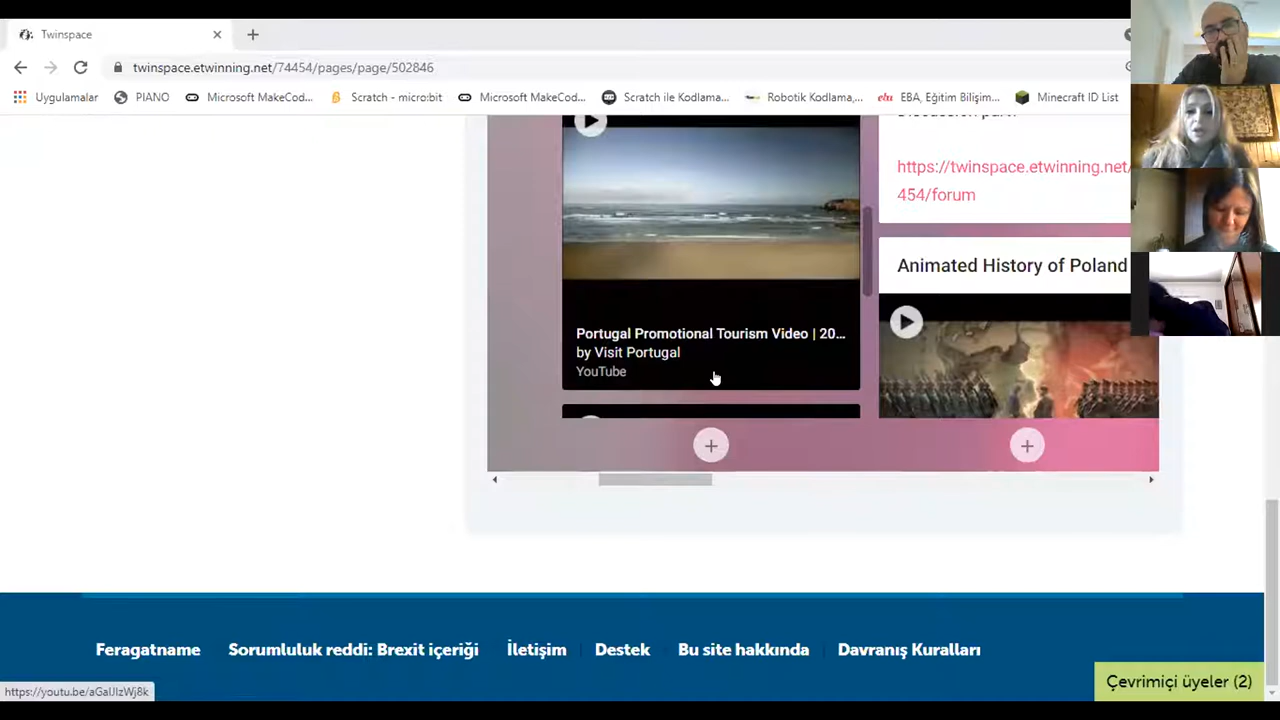 Twinspace
twinspace.etwinning.net/74454/pages/page/502846
Uygulamalar PIANO Microsoft MakeCod... Scratch - micro:bit Microsoft MakeCod... Scratch ile Kodlama... Robotik Kodlama,... EBA, Eğitim Bilişim... Minecraft ID List
https://twinspace.etwinning.net/
454/forum
Animated History of Poland
Portugal Promotional Tourism Video | 20...
by Visit Portugal
YouTube
Feragatname Sorumluluk reddi: Brexit içeriği İletişim Destek Bu site hakkında Davranış Kuralları
Çevrimiçi üyeler (2)
https://youtu.be/aGalJIzWj8k